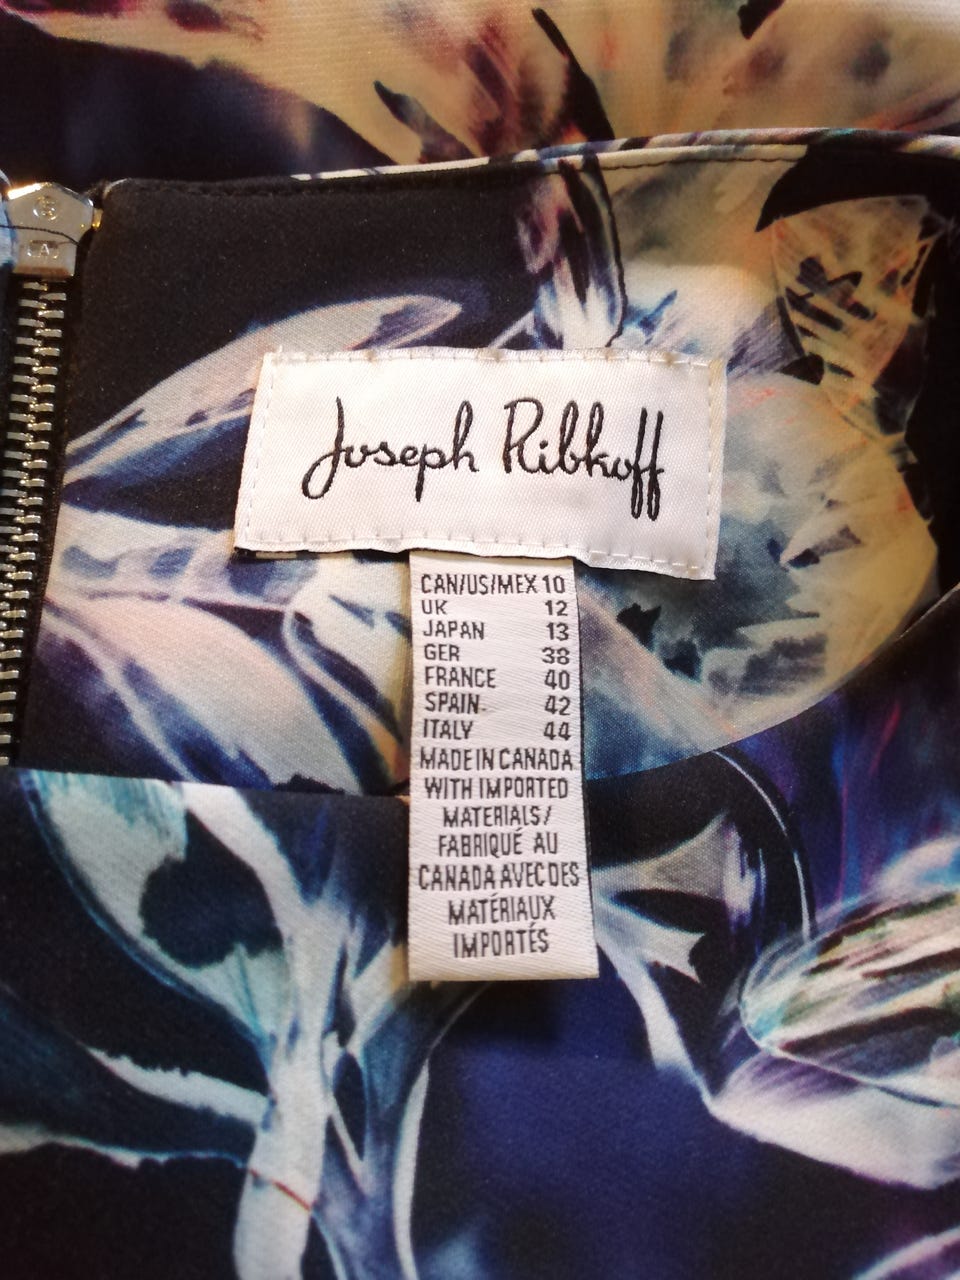 Joseph Ribkoff
CAN/US/MEX 10
UK 12
JAPAN 13
GER 38
FRANCE 40
SPAIN 42
ITALY 44
MADE IN CANADA
WITH IMPORTED
MATERIALS/
FABRIQUÉ AU
CANADA AVEC DES
MATÉRIAUX
IMPORTÉS